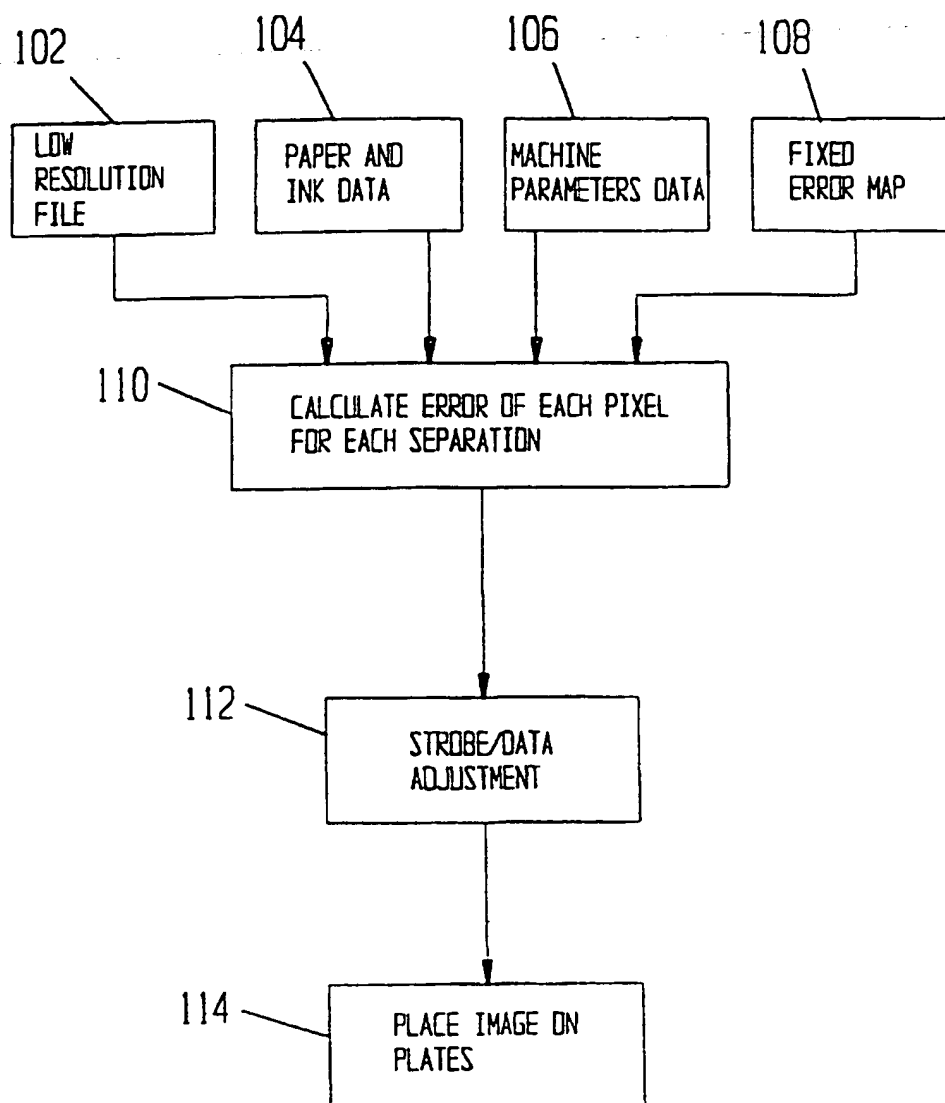 102
104
106
108
LOW
RESOLUTION
FILE
PAPER AND
INK DATA
MACHINE
PARAMETERS DATA
FIXED
ERROR MAP
110
CALCULATE ERROR OF EACH PIXEL
FOR EACH SEPARATION
112
STROBE/DATA
ADJUSTMENT
114
PLACE IMAGE ON
PLATES